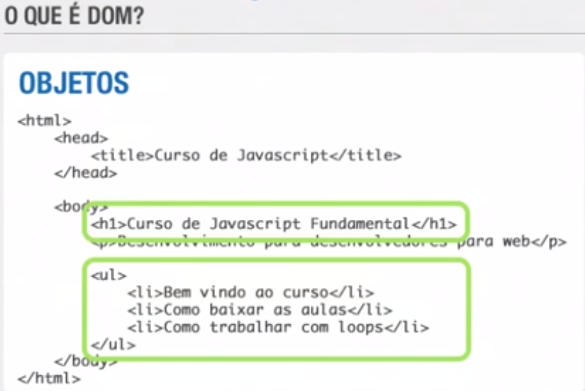 O QUE É DOM?
OBJETOS
<html>
<head>
<title>Curso de Javascript</title>
</head>
<body>
<h1>Curso de Javascript Fundamental</h1>
<p>Desenvolvimento para desenvolvedores para web</p>
<ul>
<li>Bem vindo ao curso</li>
<li>Como baixar as aulas</li>
<li>Como trabalhar com loops</li>
</ul>
</body>
</html>